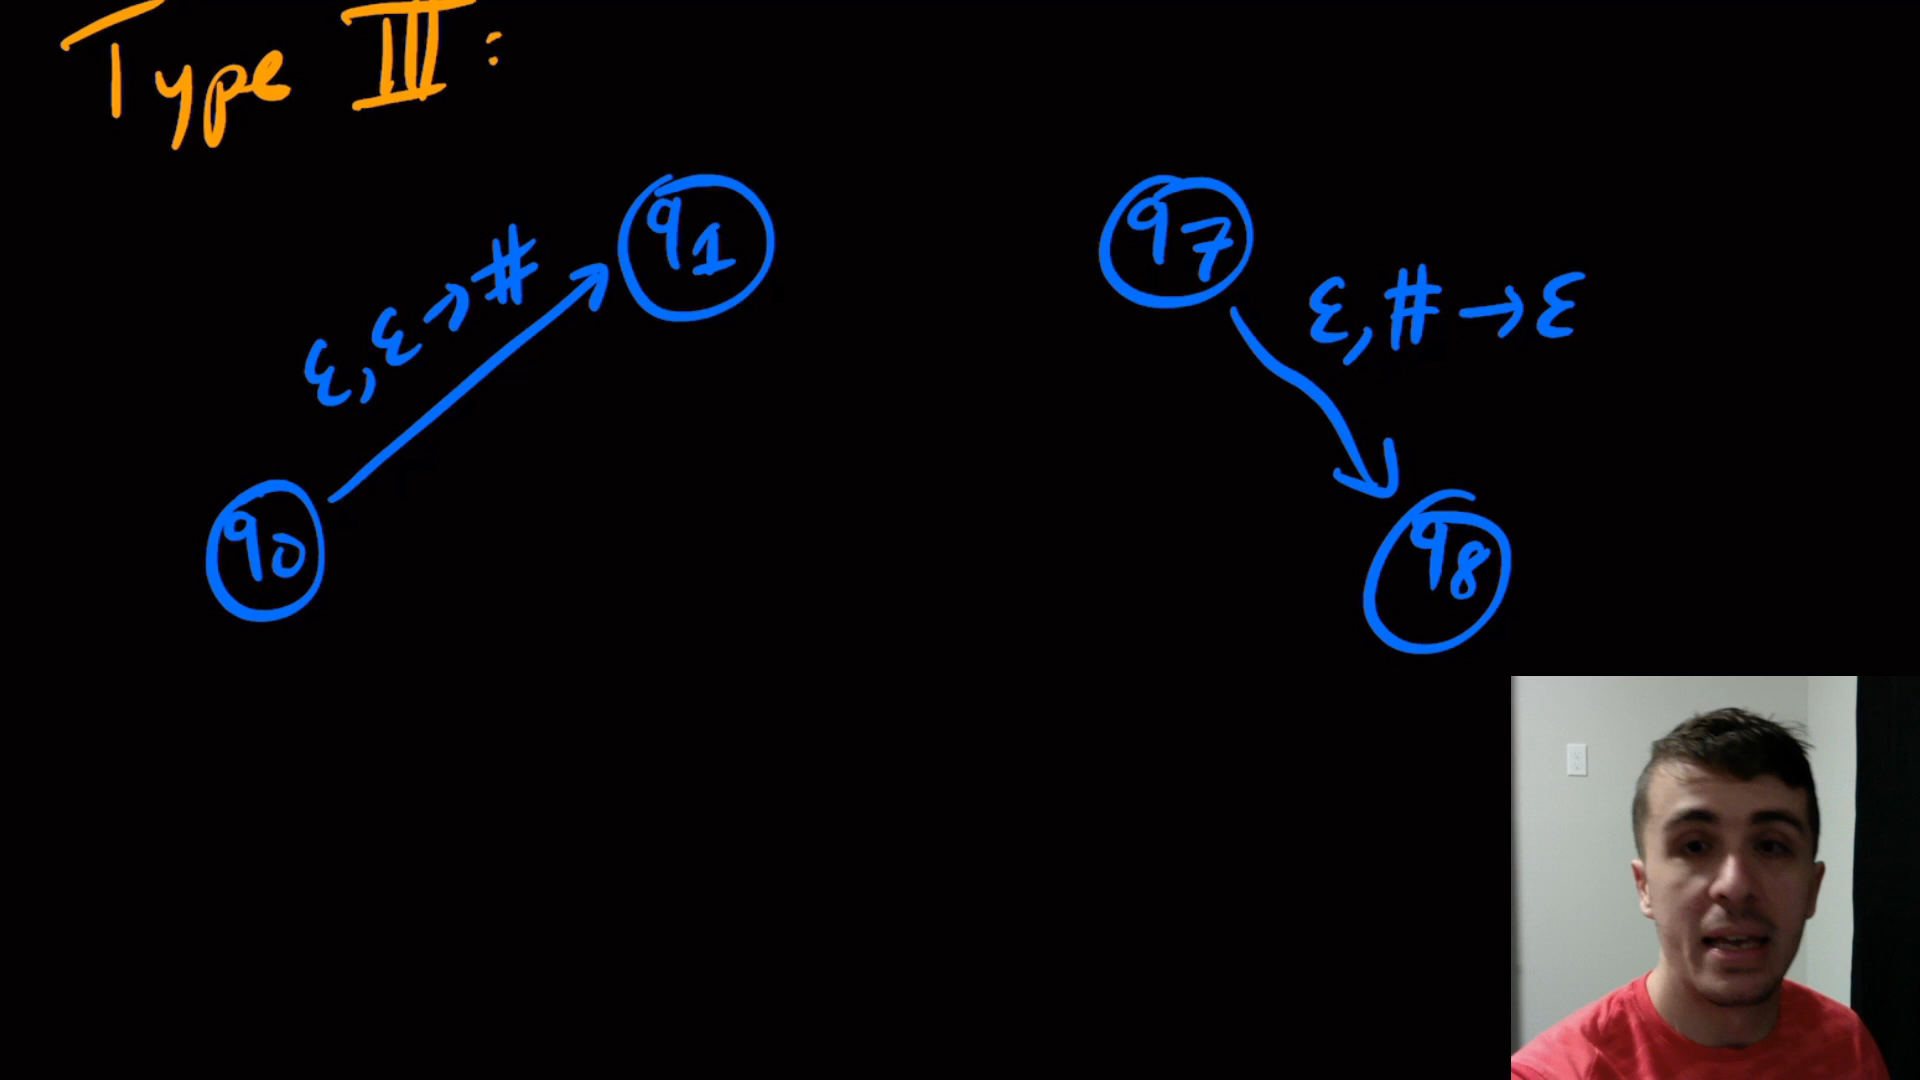 Type III:
q1
q7
ε, ε → #
ε, # → ε
q0
q8